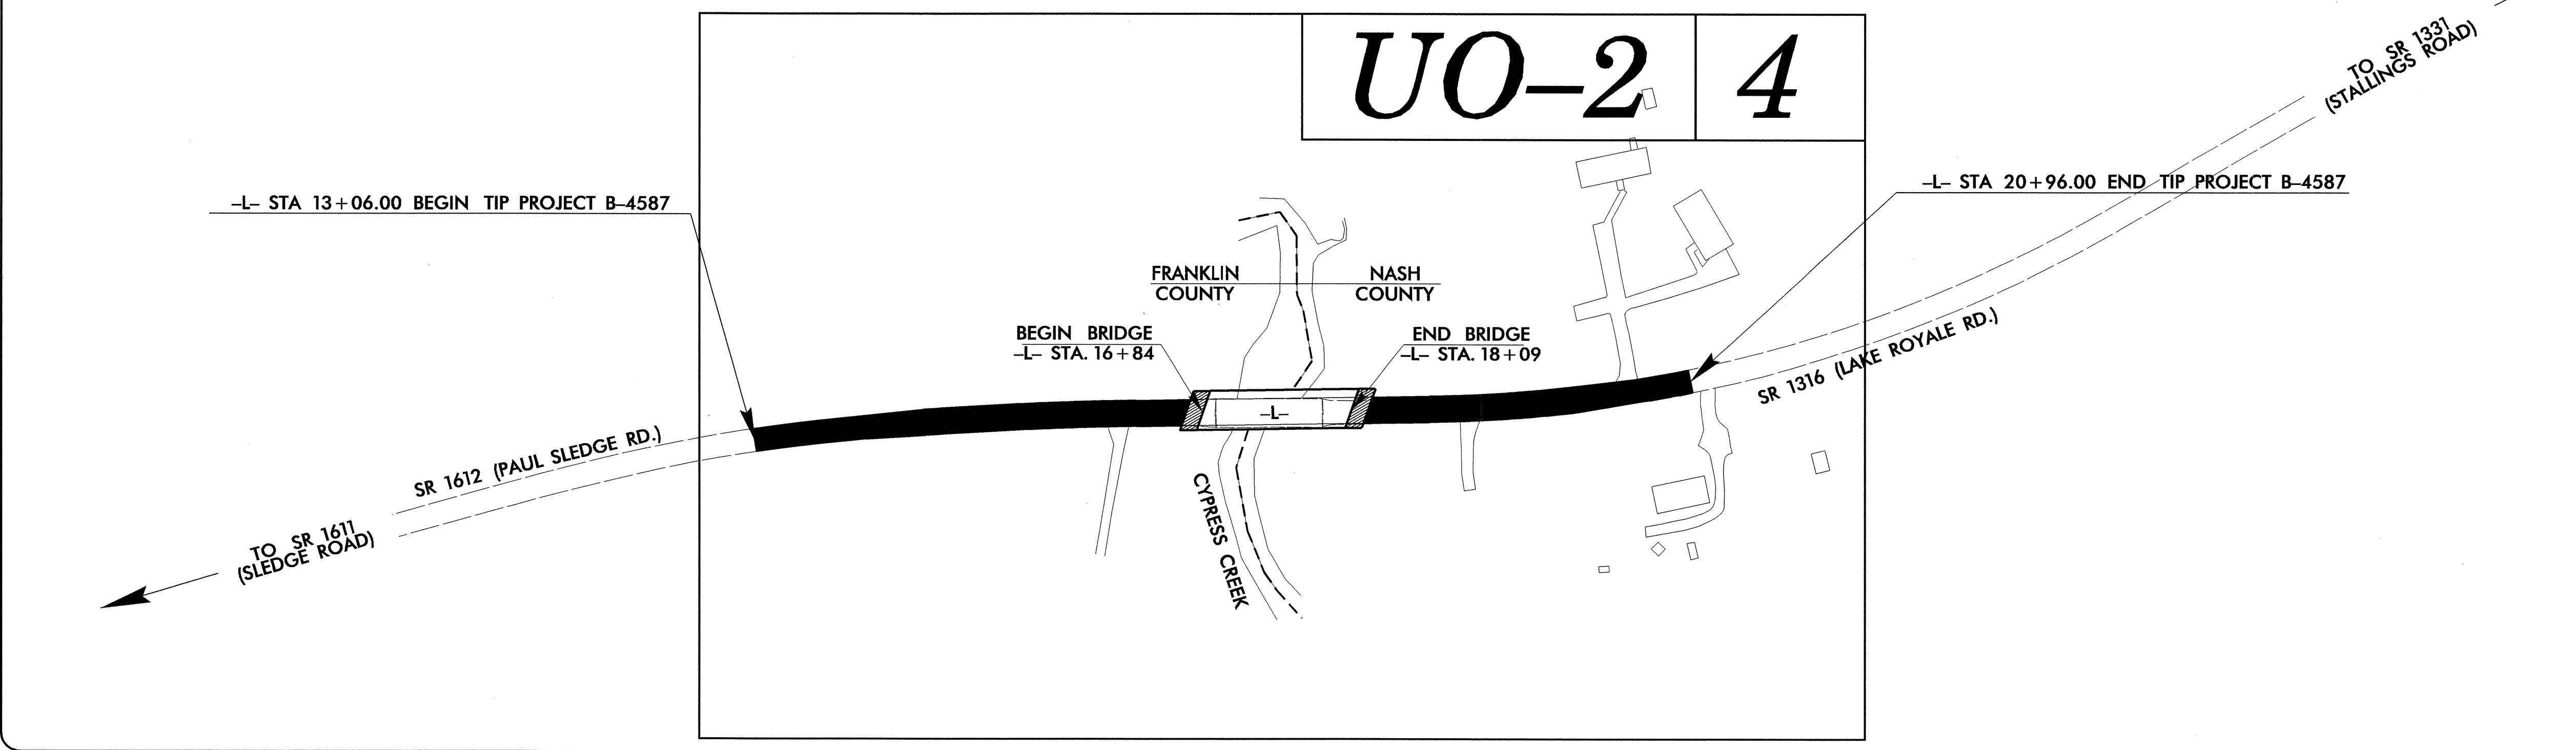 UO–2 4
TO SR 1331
(STALLINGS ROAD)
–L– STA 13+06.00 BEGIN TIP PROJECT B–4587
–L– STA 20+96.00 END TIP PROJECT B–4587
FRANKLIN
COUNTY
NASH
COUNTY
BEGIN BRIDGE
–L– STA. 16+84
END BRIDGE
–L– STA. 18+09
–L–
SR 1316 (LAKE ROYALE RD.)
SR 1612 (PAUL SLEDGE RD.)
TO SR 1611
(SLEDGE ROAD)
CYPRESS CREEK